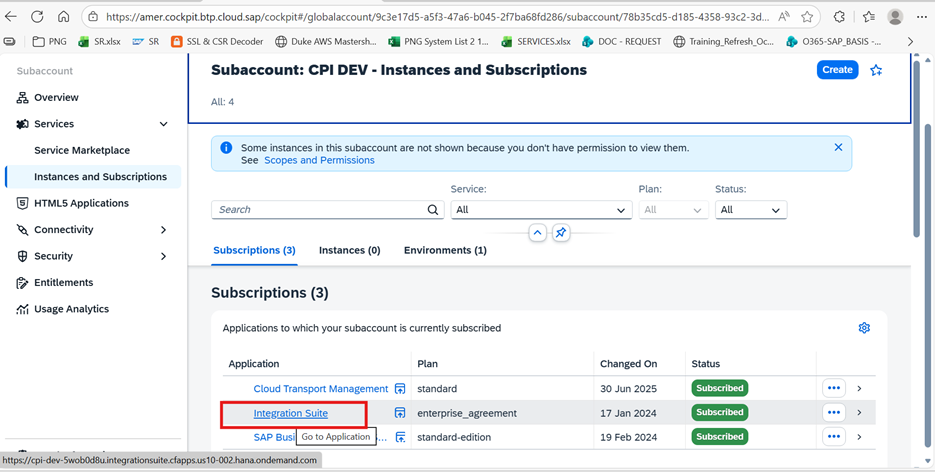 https://amer.cockpit.btp.cloud.sap/cockpit#/globalaccount/9c3e17d5-a5f3-47a6-b045-2f7ba68fd286/subaccount/78b35cd5-d185-4358-93c2-3d...
PNG SR.xlsx SR SSL & CSR Decoder Duke AWS Mastersh... PNG System List 2 1... SERVICES.xlsx DOC - REQUEST Training_Refresh_Oc... O365-SAP_BASIS -...
Subaccount
Overview
Services
Service Marketplace
Instances and Subscriptions
HTML5 Applications
Connectivity
Security
Entitlements
Usage Analytics
Subaccount: CPI DEV - Instances and Subscriptions
Create
All: 4
Some instances in this subaccount are not shown because you don't have permission to view them.
See Scopes and Permissions
Service: Plan: Status:
Search All All All
Subscriptions (3) Instances (0) Environments (1)
Subscriptions (3)
Applications to which your subaccount is currently subscribed
Application Plan Changed On Status
Cloud Transport Management standard 30 Jun 2025 Subscribed
Integration Suite enterprise_agreement 17 Jan 2024 Subscribed
SAP Busi s... standard-edition 19 Feb 2024 Subscribed
Go to Application
https://cpi-dev-5wob0d8u.integrationsuite.cfapps.us10-002.hana.ondemand.com